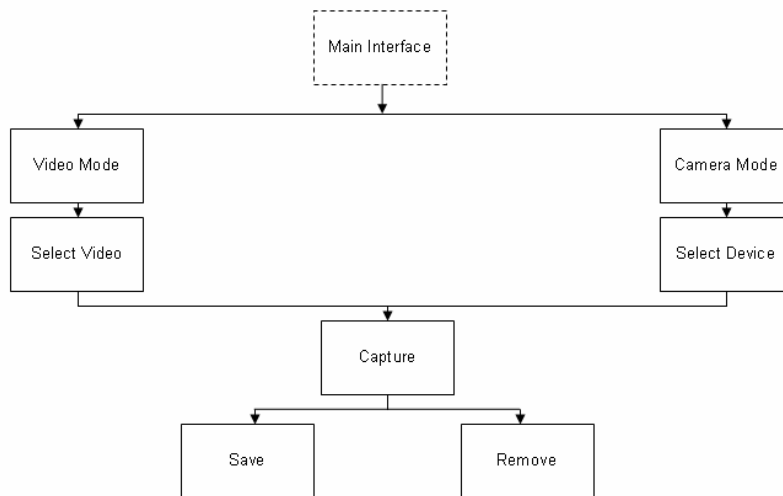 Main Interface
Video Mode
Camera Mode
Select Video
Select Device
Capture
Save
Remove